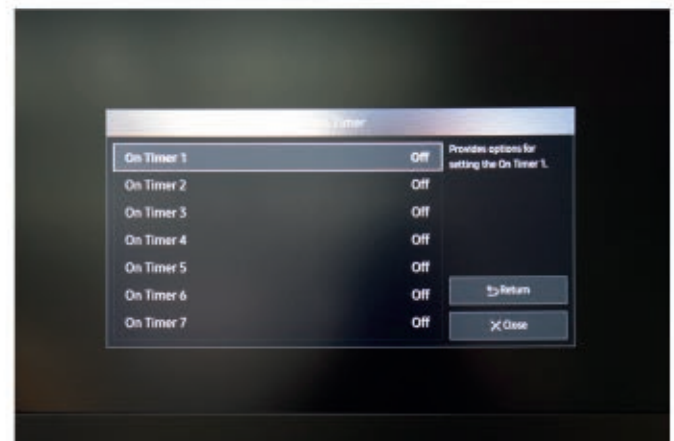 Timer
On Timer 1 Off
Provides options for
setting the On Timer 1.
On Timer 2 Off
On Timer 3 Off
On Timer 4 Off
On Timer 5 Off
On Timer 6 Off
On Timer 7 Off
Return
Close